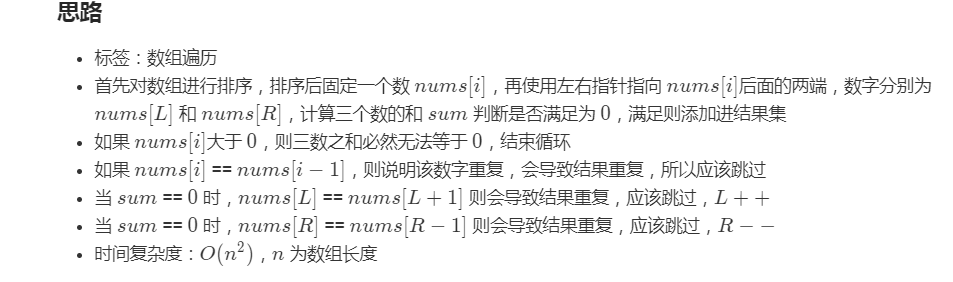 思路
• 标签：数组遍历
• 首先对数组进行排序，排序后固定一个数 nums[i]，再使用左右指针指向 nums[i]后面的两端，数字分别为
nums[L] 和 nums[R]，计算三个数的和 sum 判断是否满足为 0，满足则添加进结果集
• 如果 nums[i]大于 0，则三数之和必然无法等于 0，结束循环
• 如果 nums[i] == nums[i − 1]，则说明该数字重复，会导致结果重复，所以应该跳过
• 当 sum == 0 时，nums[L] == nums[L + 1] 则会导致结果重复，应该跳过，L + +
• 当 sum == 0 时，nums[R] == nums[R − 1] 则会导致结果重复，应该跳过，R − −
• 时间复杂度：O(n²)，n 为数组长度